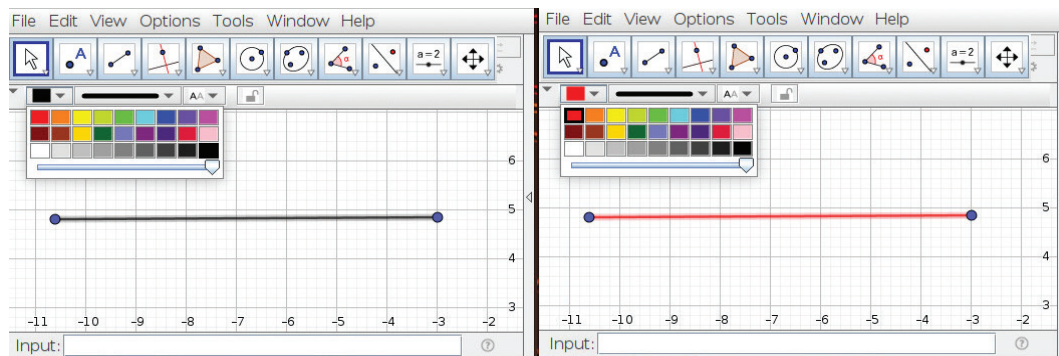 File Edit View Options Tools Window Help
A
α
a=2
AA
6
5
4
3
-11 -10 -9 -8 -7 -6 -5 -4 -3 -2
Input:
?
File Edit View Options Tools Window Help
A
α
a=2
AA
6
5
4
3
-11 -10 -9 -8 -7 -6 -5 -4 -3 -2
Input:
?